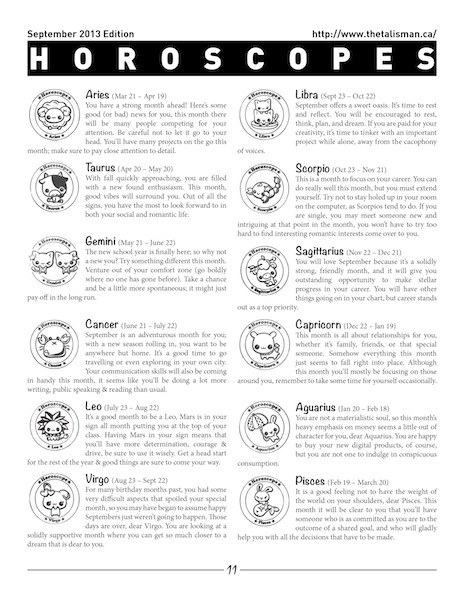 September 2013 Edition
http://www.thetalisman.ca/
HOROSCOPES
Horoscopes
Aries
Aries (Mar 21 – Apr 19)
You have a strong month ahead! Here's some
good (or bad) news for you, this month there
will be many people competing for your
attention. Be careful not to let it go to your
head. You'll have many projects on the go this
month; make sure to pay close attention to detail.
Horoscopes
Taurus
Taurus (Apr 20 – May 20)
With fall quickly approaching, you are filled
with a new found enthusiasm. This month,
good vibes will surround you. Out of all the
signs, you have the most to look forward to in
both your social and romantic life.
Horoscopes
Gemini
Gemini (May 21 – June 22)
The new school year is finally here; so why not
a new you? Try something different this month.
Venture out of your comfort zone (go boldly
where no one has gone before). Take a chance
and be a little more spontaneous; it might just
pay off in the long run.
Horoscopes
Cancer
Cancer (June 21 – July 22)
September is an adventurous month for you;
with a new season rolling in, you want to be
anywhere but home. It's a good time to go
travelling or even exploring in your own city.
Your communication skills will also be coming
in handy this month, it seems like you'll be doing a lot more
writing, public speaking & reading than usual.
Horoscopes
Leo
Leo (July 23 – Aug 22)
It's a good month to be a Leo, Mars is in your
sign all month putting you at the top of your
class. Having Mars in your sign means that
you'll have more determination, courage &
drive, be sure to use it wisely. Get a head start
for the rest of the year & good things are sure to come your way.
Horoscopes
Virgo
Virgo (Aug 23 – Sept 22)
For many birthday months past, you had some
very difficult aspects that spoiled your special
month, so you may have began to assume happy
Septembers just weren't going to happen. Those
days are over, dear Virgo. You are looking at a
solidly supportive month where you can get so much closer to a
dream that is dear to you.
Horoscopes
Libra
Libra (Sept 23 – Oct 22)
September offers a sweet oasis. It's time to rest
and reflect. You will be encouraged to rest,
think, plan, and dream. If you are paid for your
creativity, it's time to tinker with an important
project while alone, away from the cacophony
of voices.
Horoscopes
Scorpio
Scorpio (Oct 23 – Nov 21)
This is a month to focus on your career. You can
do really well this month, but you must extend
yourself. Try not to stay holed up in your room
on the computer, as Scorpios tend to do. If you
are single, you may meet someone new and
intriguing at that point in the month, you won't have to try too
hard to find interesting romantic interests come over to you.
Horoscopes
Sagittarius (Nov 22 – Dec 21)
You will love September because it's a solidly
strong, friendly month, and it will give you
outstanding opportunity to make stellar
progress in your career. You will have other
things going on in your chart, but career stands
out as a top priority.
Horoscopes
Capricorn (Dec 22 – Jan 19)
This month is all about relationships for you,
whether it's family, friends, or that special
someone. Somehow everything this month
just seems to fall right into place. Although
this month you'll mostly be focusing on those
around you, remember to take some time for yourself occasionally.
Horoscopes
Aquarius (Jan 20 – Feb 18)
You are not a materialistic soul, so this month's
heavy emphasis on money seems a little out of
character for you, dear Aquarius. You are happy
to buy your new digital products, of course,
but you are not one to indulge in conspicuous
consumption.
Horoscopes
Pisces
Pisces (Feb 19 – March 20)
It is a good feeling not to have the weight of
the world on your shoulders, dear Pisces. This
month it will be clear to you that you'll have
someone who is as committed as you are to the
outcome of a shared goal, and who will gladly
help you with all the decisions that have to be made.
11